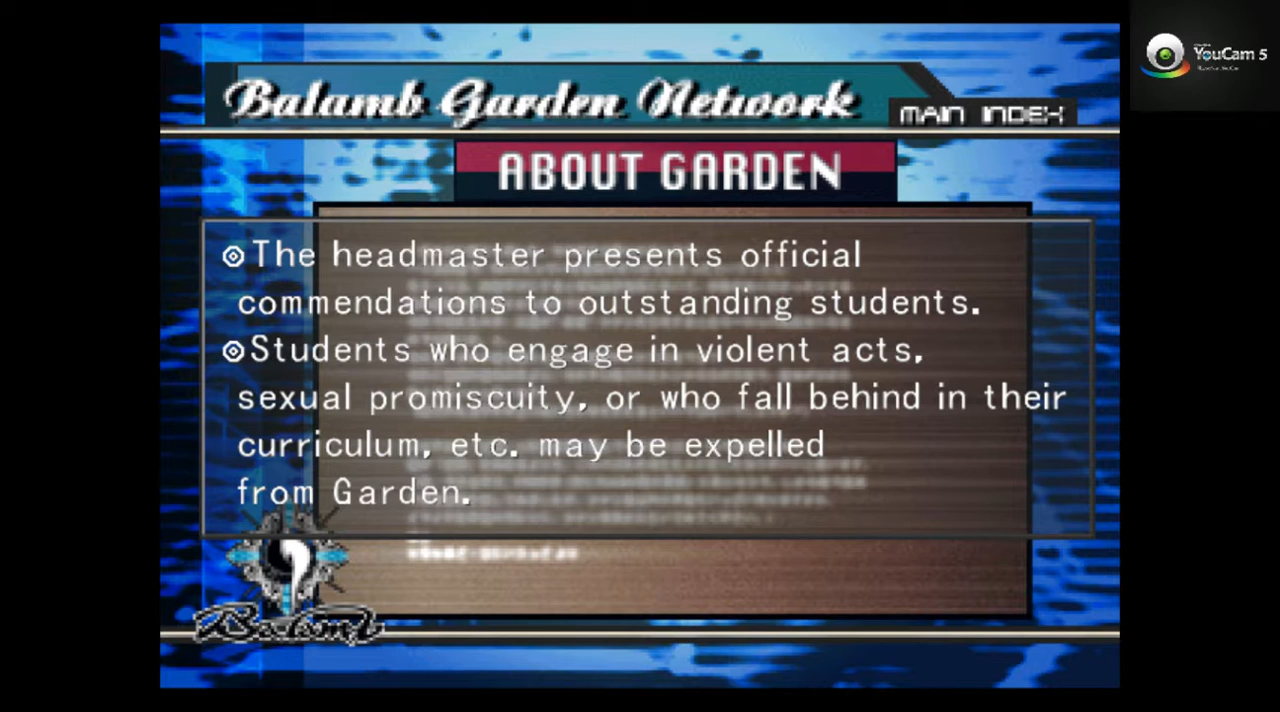 YouCam 5
Balamb Garden Network
MAIN INDEX
ABOUT GARDEN
◎The headmaster presents official
commendations to outstanding students.
◎Students who engage in violent acts,
sexual promiscuity, or who fall behind in their
curriculum, etc. may be expelled
from Garden.
Balamb